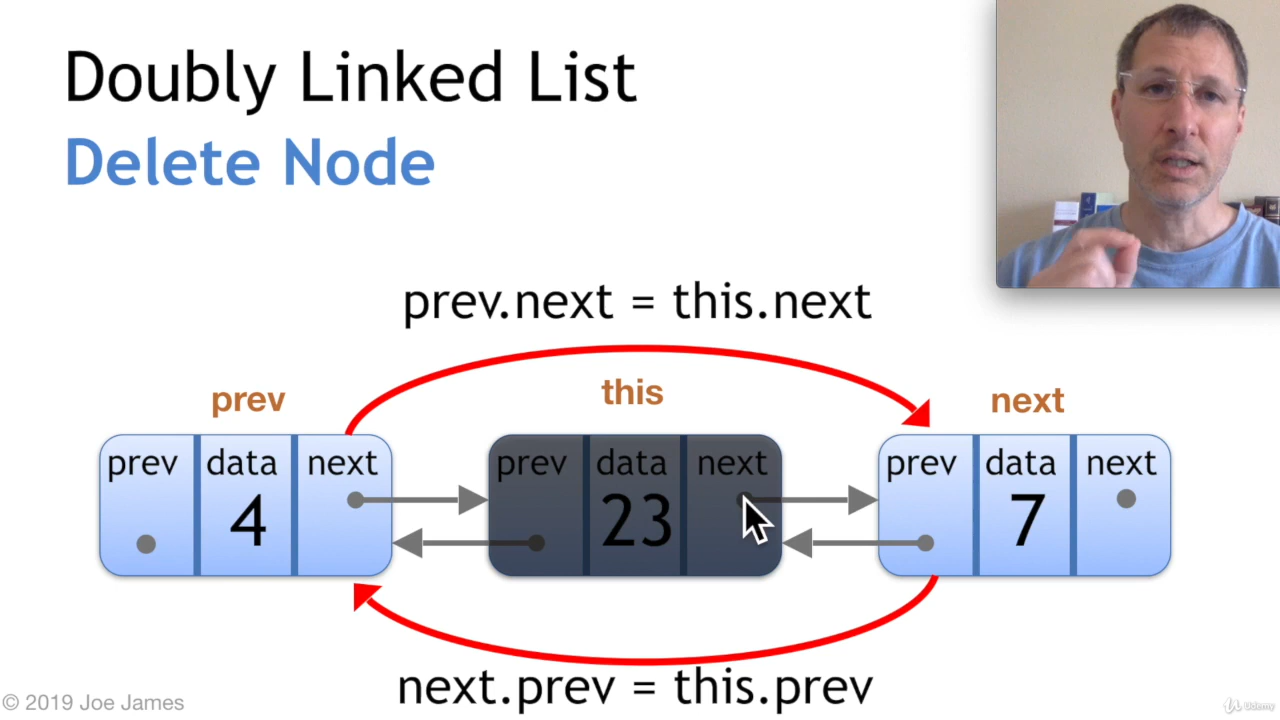 Doubly Linked List
Delete Node
prev.next = this.next
prev
this
next
prev data next
4
prev data next
23
prev data next
7
next.prev = this.prev
© 2019 Joe James
Udemy